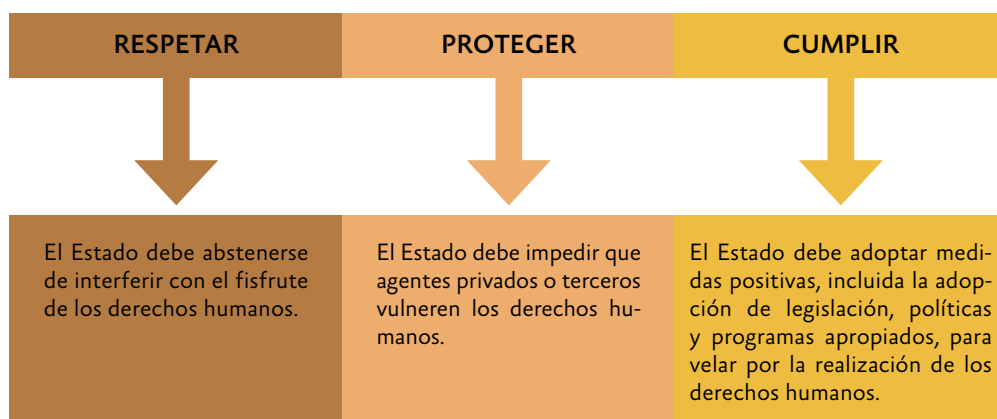 RESPETAR
PROTEGER
CUMPLIR
El Estado debe abstenerse
de interferir con el fisfrute
de los derechos humanos.
El Estado debe impedir que
agentes privados o terceros
vulneren los derechos hu-
manos.
El Estado debe adoptar medi-
das positivas, incluida la adop-
ción de legislación, políticas
y programas apropiados, para
velar por la realización de los
derechos humanos.